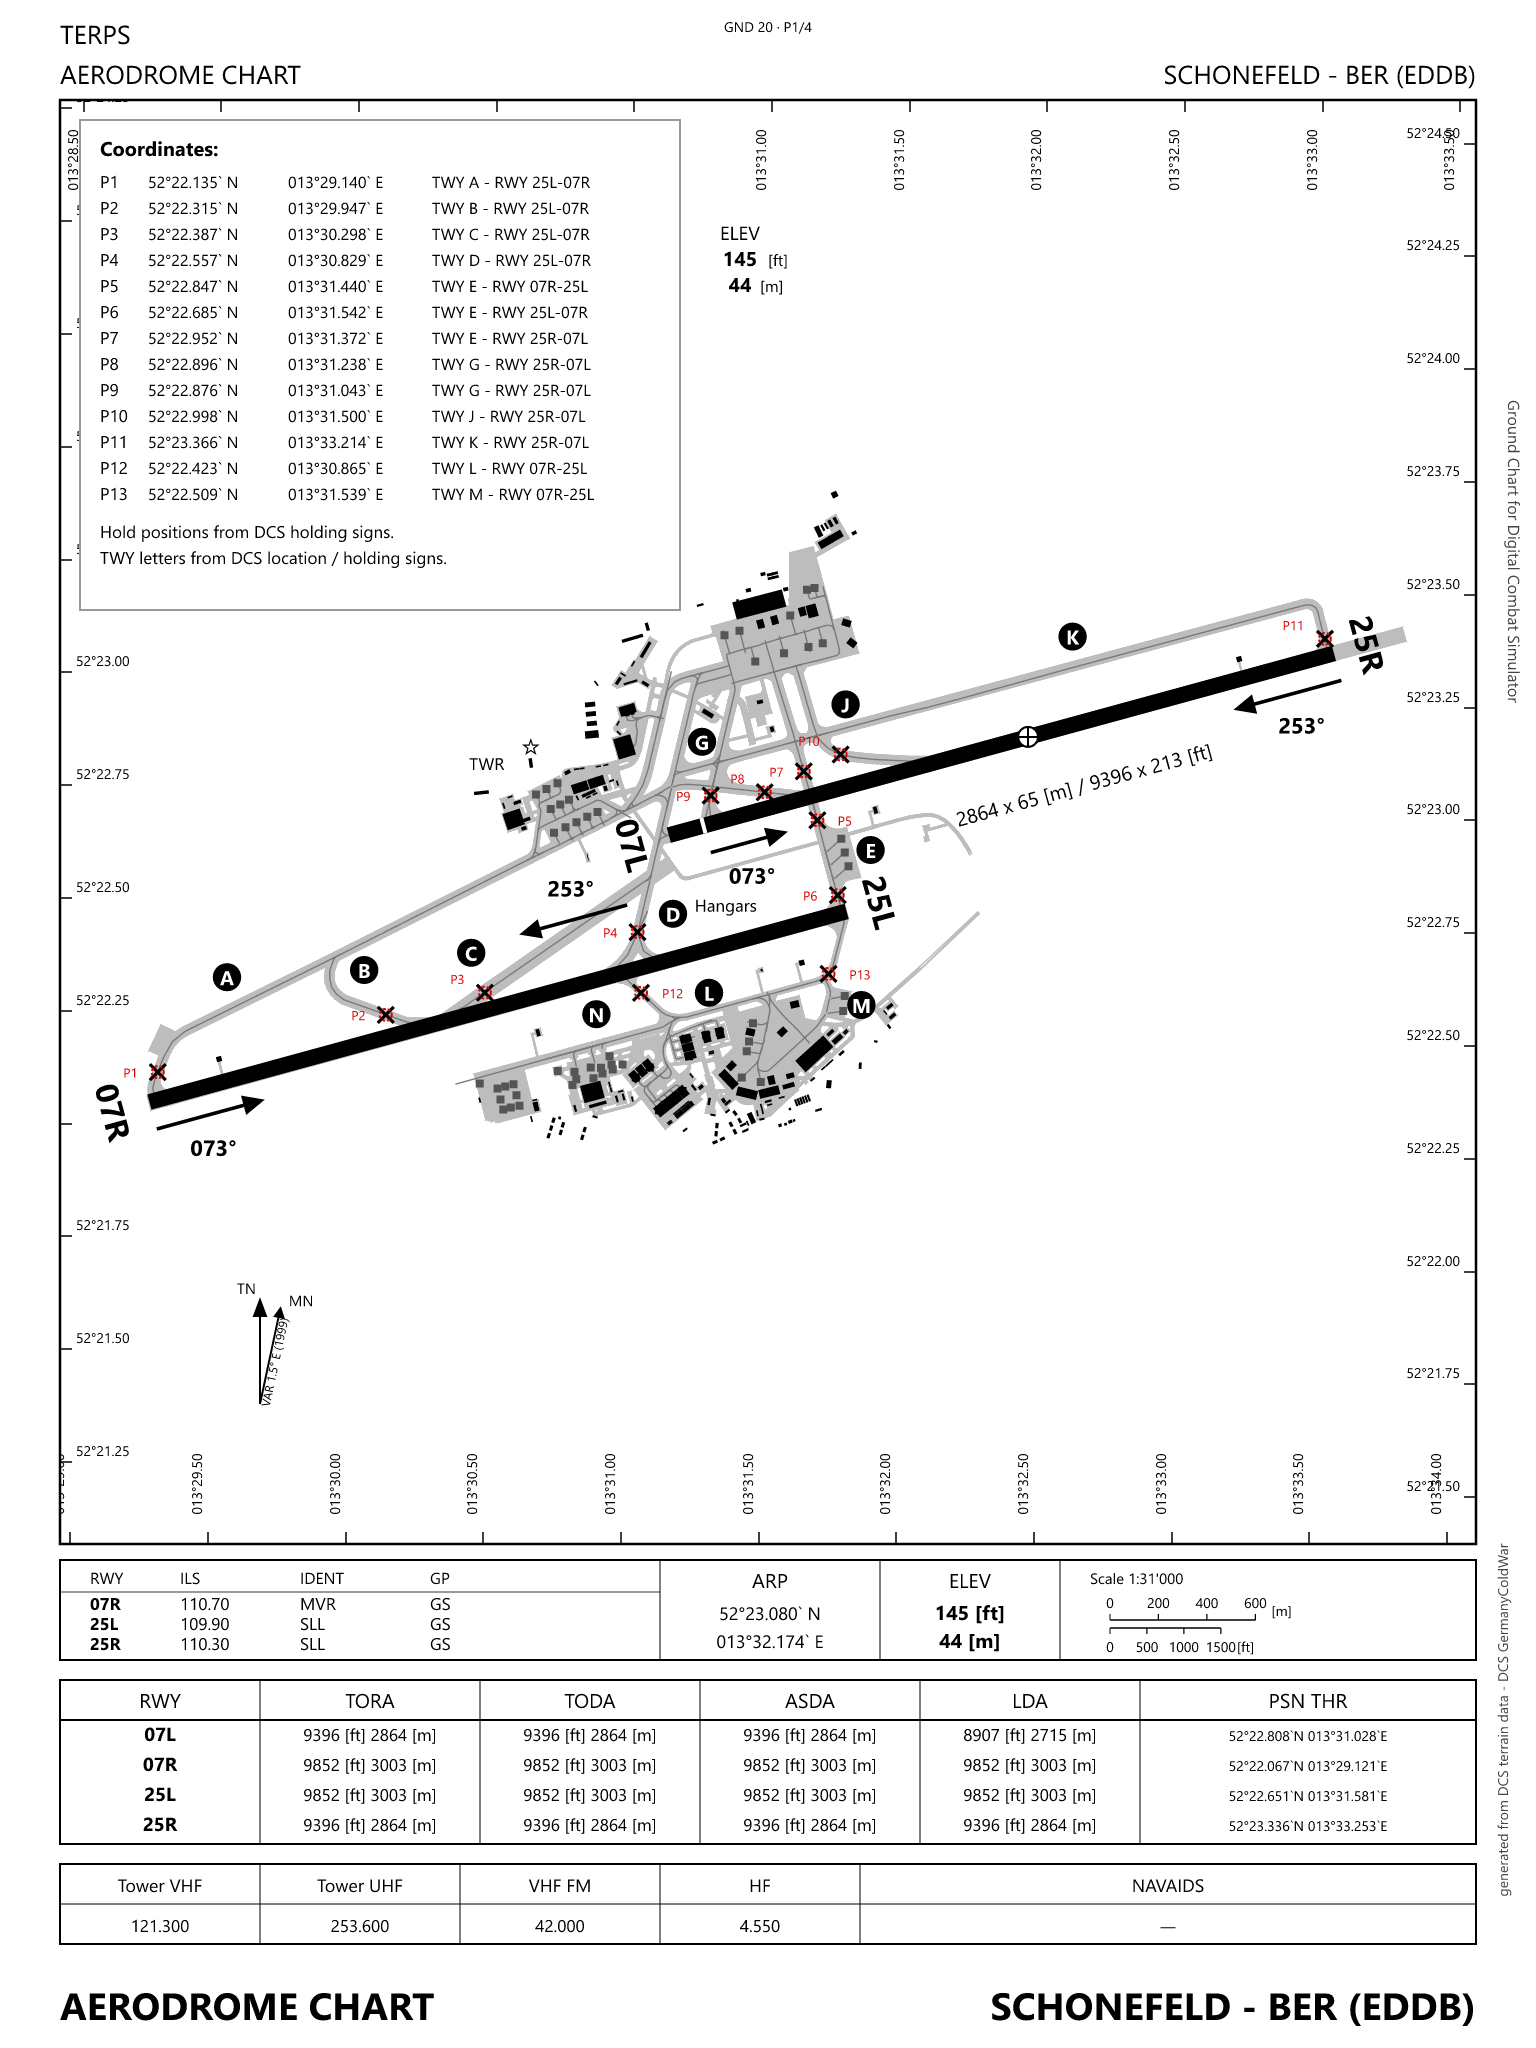 GND 20 · P1/4
TERPS
AERODROME CHART
SCHONEFELD - BER (EDDB)
013°28.50
013°31.00
013°31.50
013°32.00
013°32.50
013°33.00
013°33.50
Coordinates:
P1 52°22.135` N 013°29.140` E TWY A - RWY 25L-07R
P2 52°22.315` N 013°29.947` E TWY B - RWY 25L-07R
P3 52°22.387` N 013°30.298` E TWY C - RWY 25L-07R
P4 52°22.557` N 013°30.829` E TWY D - RWY 25L-07R
P5 52°22.847` N 013°31.440` E TWY E - RWY 07R-25L
P6 52°22.685` N 013°31.542` E TWY E - RWY 25L-07R
P7 52°22.952` N 013°31.372` E TWY E - RWY 25R-07L
P8 52°22.896` N 013°31.238` E TWY G - RWY 25R-07L
P9 52°22.876` N 013°31.043` E TWY G - RWY 25R-07L
P10 52°22.998` N 013°31.500` E TWY J - RWY 25R-07L
P11 52°23.366` N 013°33.214` E TWY K - RWY 25R-07L
P12 52°22.423` N 013°30.865` E TWY L - RWY 07R-25L
P13 52°22.509` N 013°31.539` E TWY M - RWY 07R-25L
Hold positions from DCS holding signs.
TWY letters from DCS location / holding signs.
ELEV
145 [ft]
44 [m]
52°24.50
52°24.25
52°24.00
52°23.75
52°23.50
52°23.25
52°23.00
52°22.75
52°22.50
52°22.25
52°22.00
52°21.75
52°21.50
52°23.00
52°22.75
52°22.50
52°22.25
52°21.75
52°21.50
52°21.25
Ground Chart for Digital Combat Simulator
P11
25R
K
253°
J
P10
G
TWR
P7
P8
P9
2864 x 65 [m] / 9396 x 213 [ft]
P5
07L
E
073°
253°
P6
25L
Hangars
D
P4
C
B
A
P3
P13
P12
L
M
N
P2
P1
07R
073°
TN
MN
VAR 1.5° E (1999)
013°29.50
013°30.00
013°30.50
013°31.00
013°31.50
013°32.00
013°32.50
013°33.00
013°33.50
013°34.00
RWY ILS IDENT GP
07R 110.70 MVR GS
25L 109.90 SLL GS
25R 110.30 SLL GS
ARP
52°23.080` N
013°32.174` E
ELEV
145 [ft]
44 [m]
Scale 1:31'000
0 200 400 600 [m]
0 500 1000 1500 [ft]
RWY TORA TODA ASDA LDA PSN THR
07L 9396 [ft] 2864 [m] 9396 [ft] 2864 [m] 9396 [ft] 2864 [m] 8907 [ft] 2715 [m] 52°22.808`N 013°31.028`E
07R 9852 [ft] 3003 [m] 9852 [ft] 3003 [m] 9852 [ft] 3003 [m] 9852 [ft] 3003 [m] 52°22.067`N 013°29.121`E
25L 9852 [ft] 3003 [m] 9852 [ft] 3003 [m] 9852 [ft] 3003 [m] 9852 [ft] 3003 [m] 52°22.651`N 013°31.581`E
25R 9396 [ft] 2864 [m] 9396 [ft] 2864 [m] 9396 [ft] 2864 [m] 9396 [ft] 2864 [m] 52°23.336`N 013°33.253`E
generated from DCS terrain data - DCS GermanyColdWar
Tower VHF Tower UHF VHF FM HF NAVAIDS
121.300 253.600 42.000 4.550 —
AERODROME CHART
SCHONEFELD - BER (EDDB)